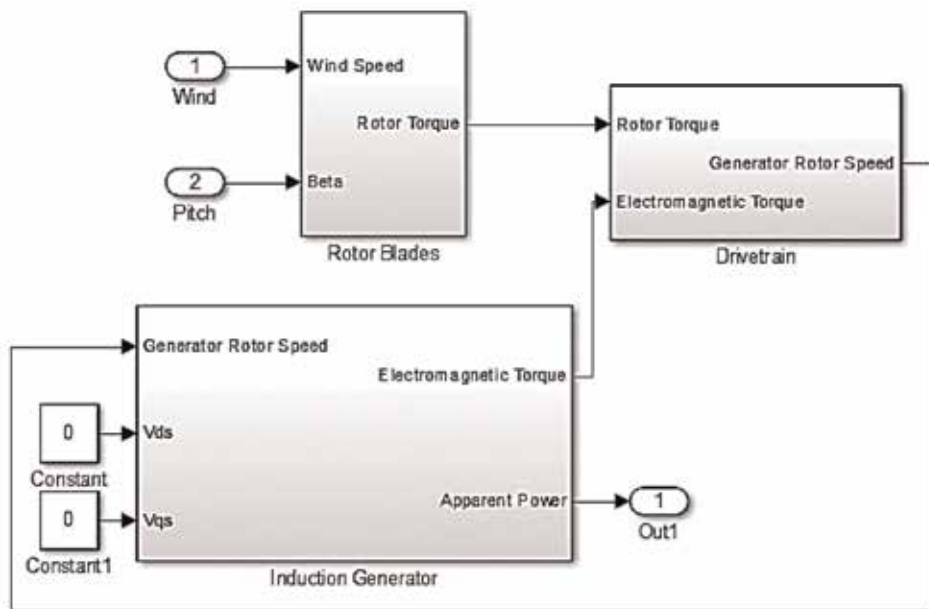 1
Wind
2
Pitch
Wind Speed
Rotor Torque
Beta
Rotor Blades
Rotor Torque
Generator Rotor Speed
Electromagnetic Torque
Drivetrain
Generator Rotor Speed
Electromagnetic Torque
0
Constant
Vds
0
Constant1
Vqs
Apparent Power
1
Out1
Induction Generator